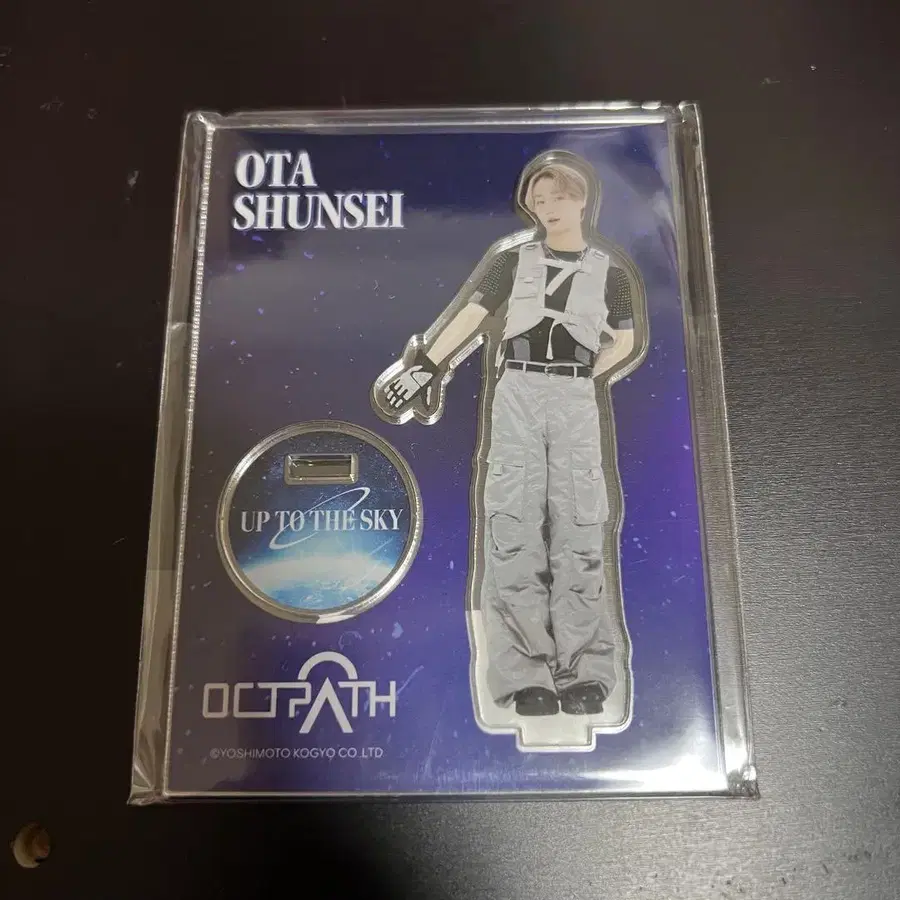 OTA
SHUNSEI
UP TO THE SKY
OCTPATH
©YOSHIMOTO KOGYO CO.,LTD.